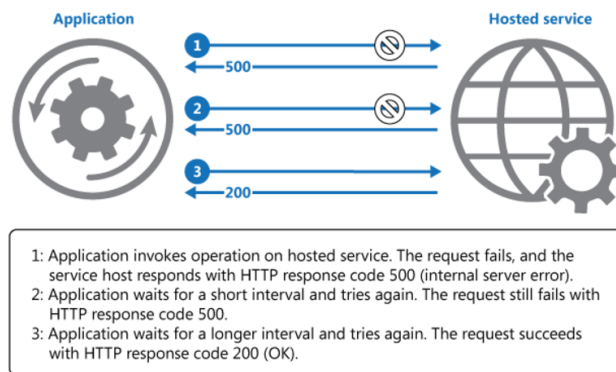 Application
Hosted service
1
500
2
500
3
200
1: Application invokes operation on hosted service. The request fails, and the
service host responds with HTTP response code 500 (internal server error).
2: Application waits for a short interval and tries again. The request still fails with
HTTP response code 500.
3: Application waits for a longer interval and tries again. The request succeeds
with HTTP response code 200 (OK).